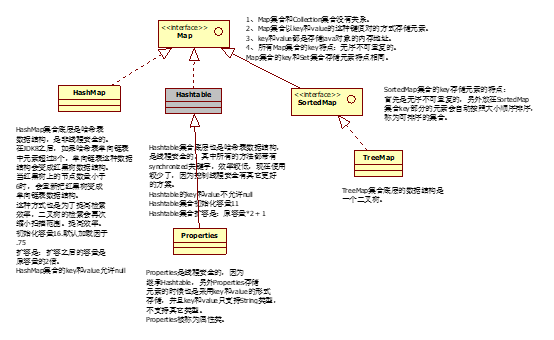 <<interface>>
Map
1、Map集合和Collection集合没有关系。
2、Map集合以key和value的这种键值对的方式存储元素。
3、key和value都是存储java对象的内存地址。
4、所有Map集合的key特点：无序不可重复的。
Map集合的key和Set集合存储元素特点相同。
HashMap
Hashtable
<<interface>>
SortedMap
SortedMap集合的key存储元素的特点：
首先是无序不可重复的，另外放在SortedMap
集合key部分的元素会自动按照大小顺序排序，
称为可排序的集合。
HashMap集合底层是哈希表
数据结构，是非线程安全的。
在JDK8之后，如果哈希表单向链表
中元素超过8个，单向链表这种数据
结构会变成红黑树数据结构。
当红黑树上的节点数量小于
6时，会重新把红黑树变成
单向链表数据结构。
这种方式也是为了提高检索
效率，二叉树的检索会再次
缩小扫描范围。提高效率。
初始化容量16,默认加载因子
.75
扩容是：扩容之后的容量是
原容量的2倍。
HashMap集合的key和value允许null
Hashtable集合底层也是哈希表数据结构，
是线程安全的，其中所有的方法都带有
synchronized关键字，效率较低，现在使用
较少了，因为控制线程安全有其它更好
的方案。
Hashtable的key和value不允许null
Hashtable集合初始化容量11
Hashtable集合扩容是：原容量*2+1
TreeMap
TreeMap集合底层的数据结构是
一个二叉树。
Properties
Properties是线程安全的，因为
继承Hashtable，另外Properties存储
元素的时候也是采用key和value的形式
存储，并且key和value只支持String类型，
不支持其它类型。
Properties被称为属性类。